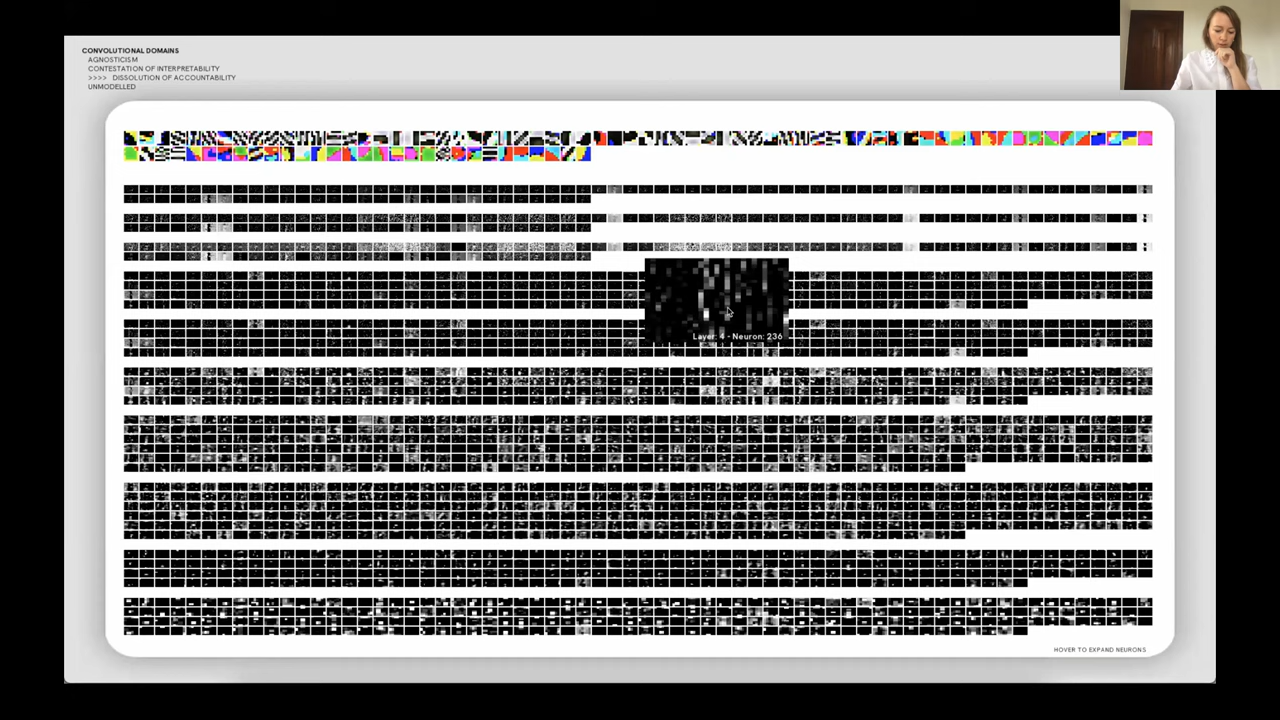 CONVOLUTIONAL DOMAINS
AGNOSTICISM
CONTESTATION OF INTERPRETABILITY
>>>> DISSOLUTION OF ACCOUNTABILITY
UNMODELLED
Layer: 4 - Neuron: 236
HOVER TO EXPAND NEURONS